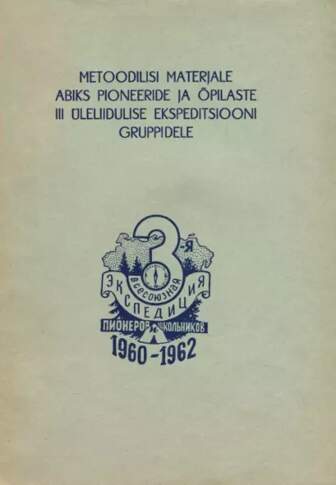 METOODILISI MATERJALE
ABIKS PIONEERIDE JA ÕPILASTE
III ÜLELIIDULISE EKSPEDITSIOONI
GRUPPIDELE
3-Я
ВСЕСОЮЗНАЯ
ЭКСПЕДИЦИЯ
ПИОНЕРОВ И ШКОЛЬНИКОВ
1960-1962